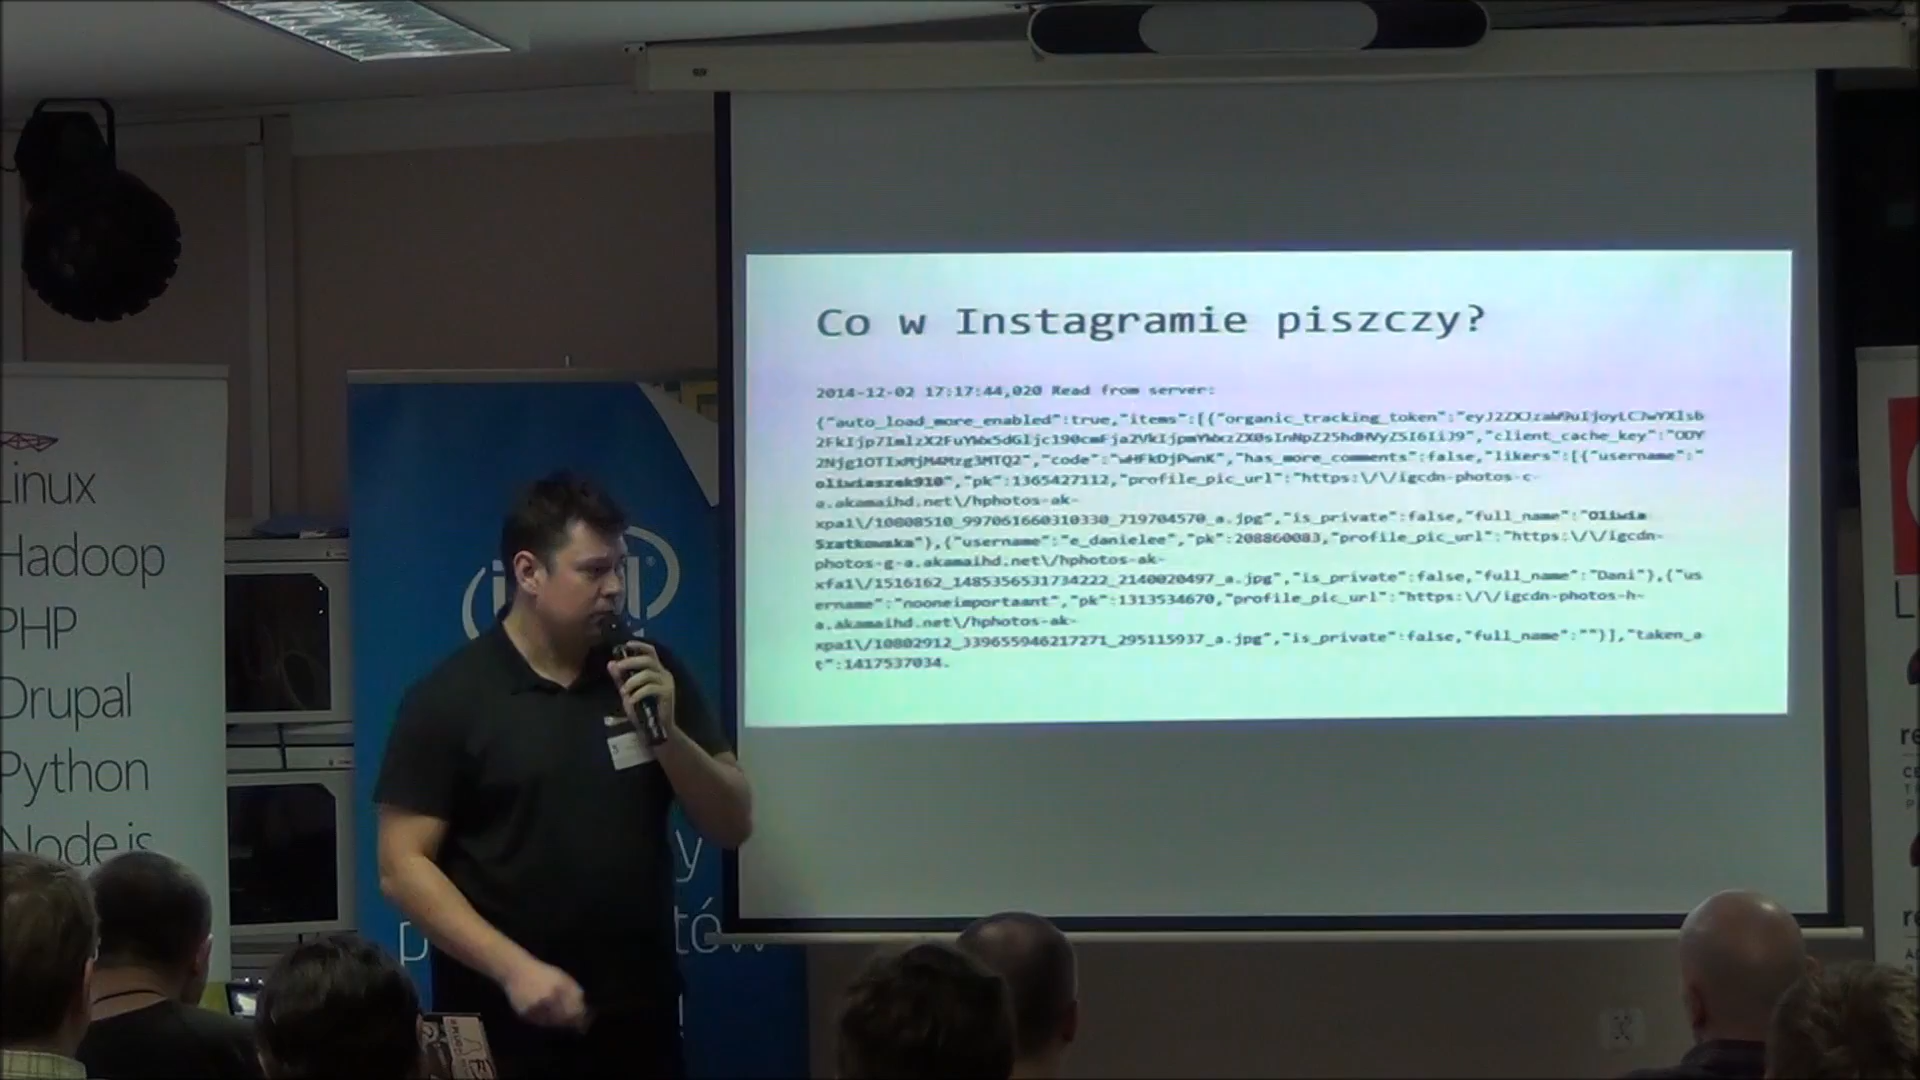 Co w Instagramie piszczy?
2014-12-02 17:17:44,020 Read from server:
{"auto_load_more_enabled":true,"items":[{"organic_tracking_token":
"client_cache_key":
"code":"wHFkDjPwnK","has_more_comments":false,"likers":[{"username":"
oliwiaszek910","pk":1365427112,"profile_pic_url":"https:\/\/igcdn-photos-c-
a.akamaihd.net\/hphotos-ak-
xpa1\/10808510_997061660310330_719704570_a.jpg","is_private":false,"full_name":"Oliwia
Szatkowska"},{"username":"e_danielee","pk":208860083,"profile_pic_url":"https:\/\/igcdn-
photos-g-a.akamaihd.net\/hphotos-ak-
xfa1\/1516162_1485356531734222_2140020497_a.jpg","is_private":false,"full_name":"Dani"},{"us
ername":"nooneimportaant","pk":1313534670,"profile_pic_url":"https:\/\/igcdn-photos-h-
a.akamaihd.net\/hphotos-ak-
xpa1\/10802912_339655946217271_295115937_a.jpg","is_private":false,"full_name":""}],"taken_a
t":1417537034.
Linux
Hadoop
PHP
Drupal
Python
Node.js